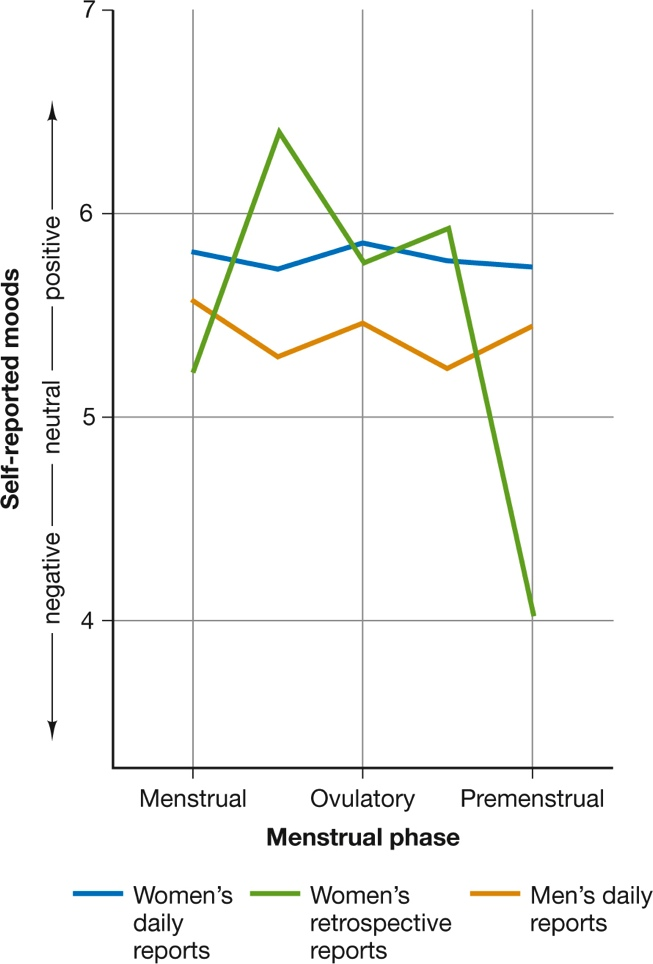 7
6
5
4
Self-reported moods
negative neutral positive
Menstrual Ovulatory Premenstrual
Menstrual phase
Women's Women's Men's daily
daily retrospective reports
reports reports